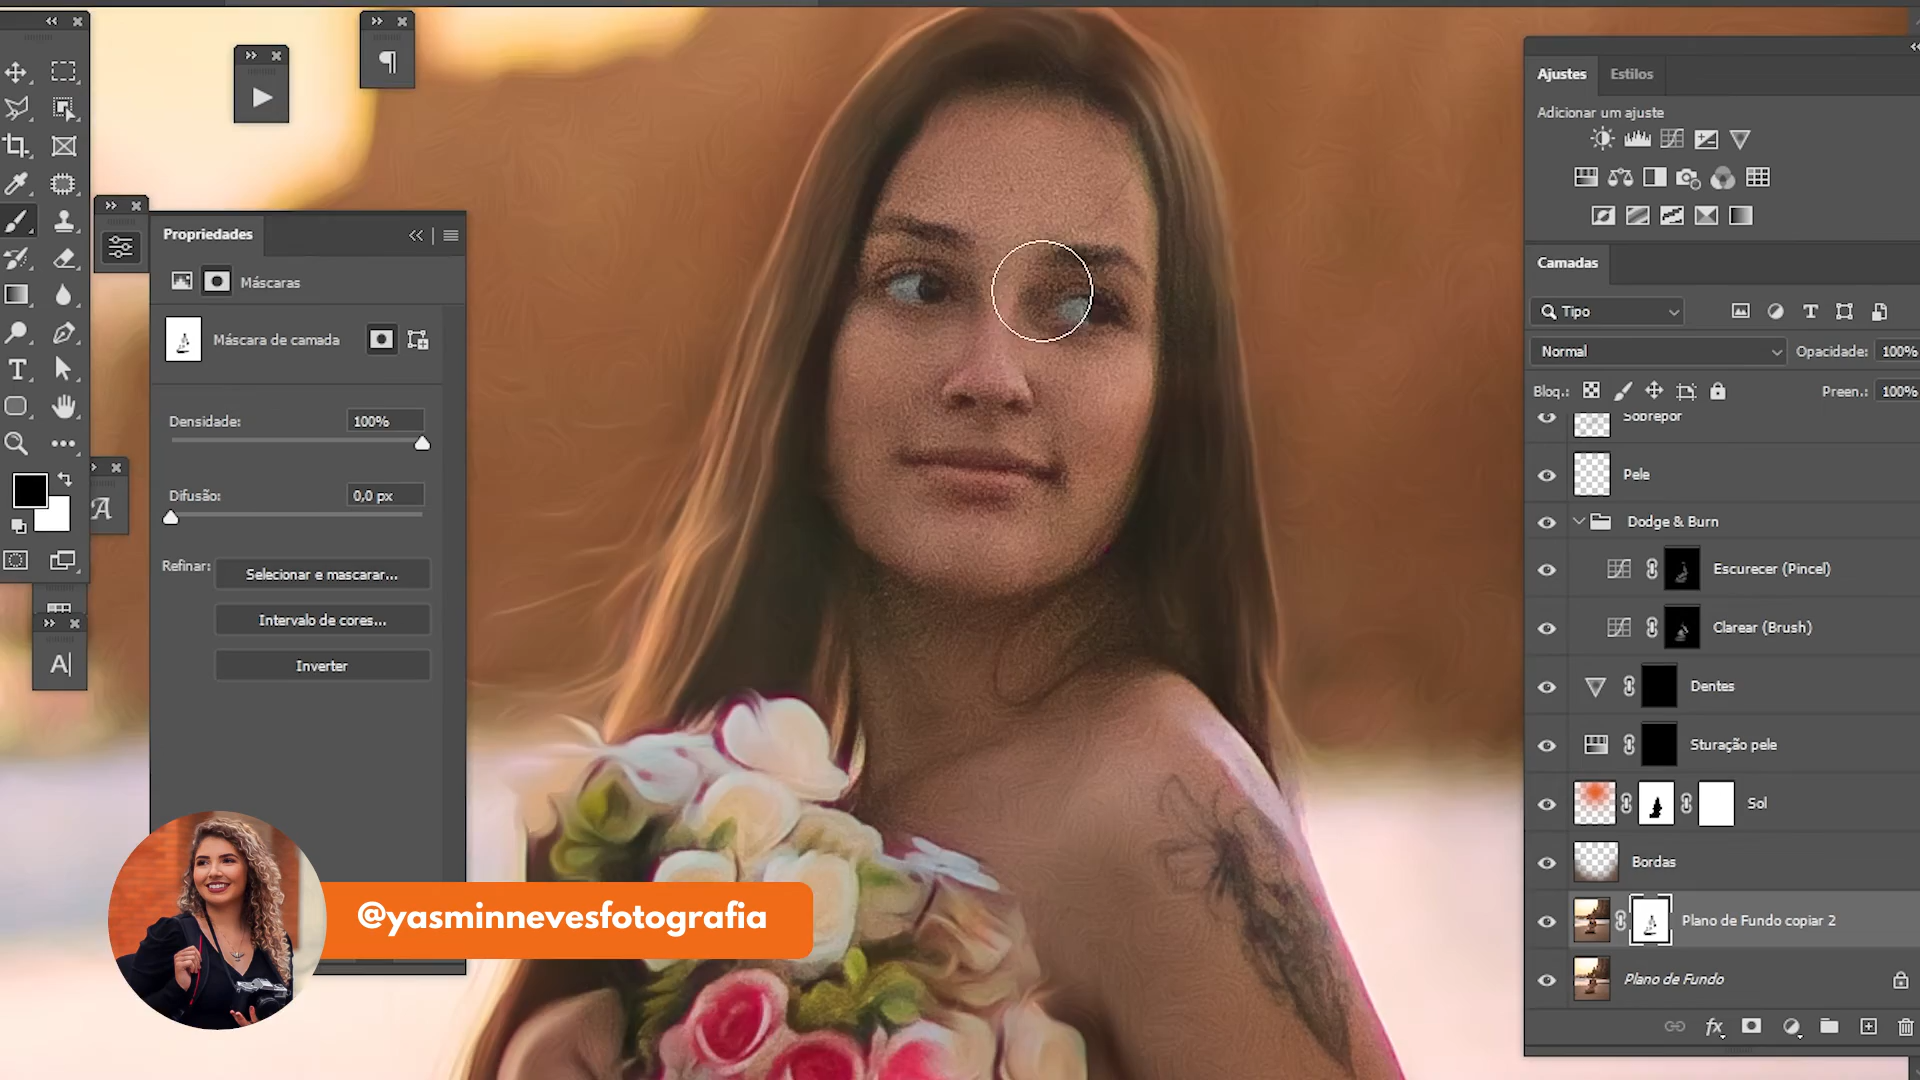 Propriedades
Máscaras
Máscara de camada
Densidade:
100%
Difusão:
0,0 px
Refinar:
Selecionar e mascarar...
Intervalo de cores...
Inverter
@yasminnevesfotografia
Ajustes
Estilos
Adicionar um ajuste
Camadas
Tipo
Normal
Opacidade:
100%
Bloq.:
Preen.:
100%
Sobrepor
Pele
Dodge & Burn
Escurecer (Pincel)
Clarear (Brush)
Dentes
Sturação pele
Sol
Bordas
Plano de Fundo copiar 2
Plano de Fundo
fx